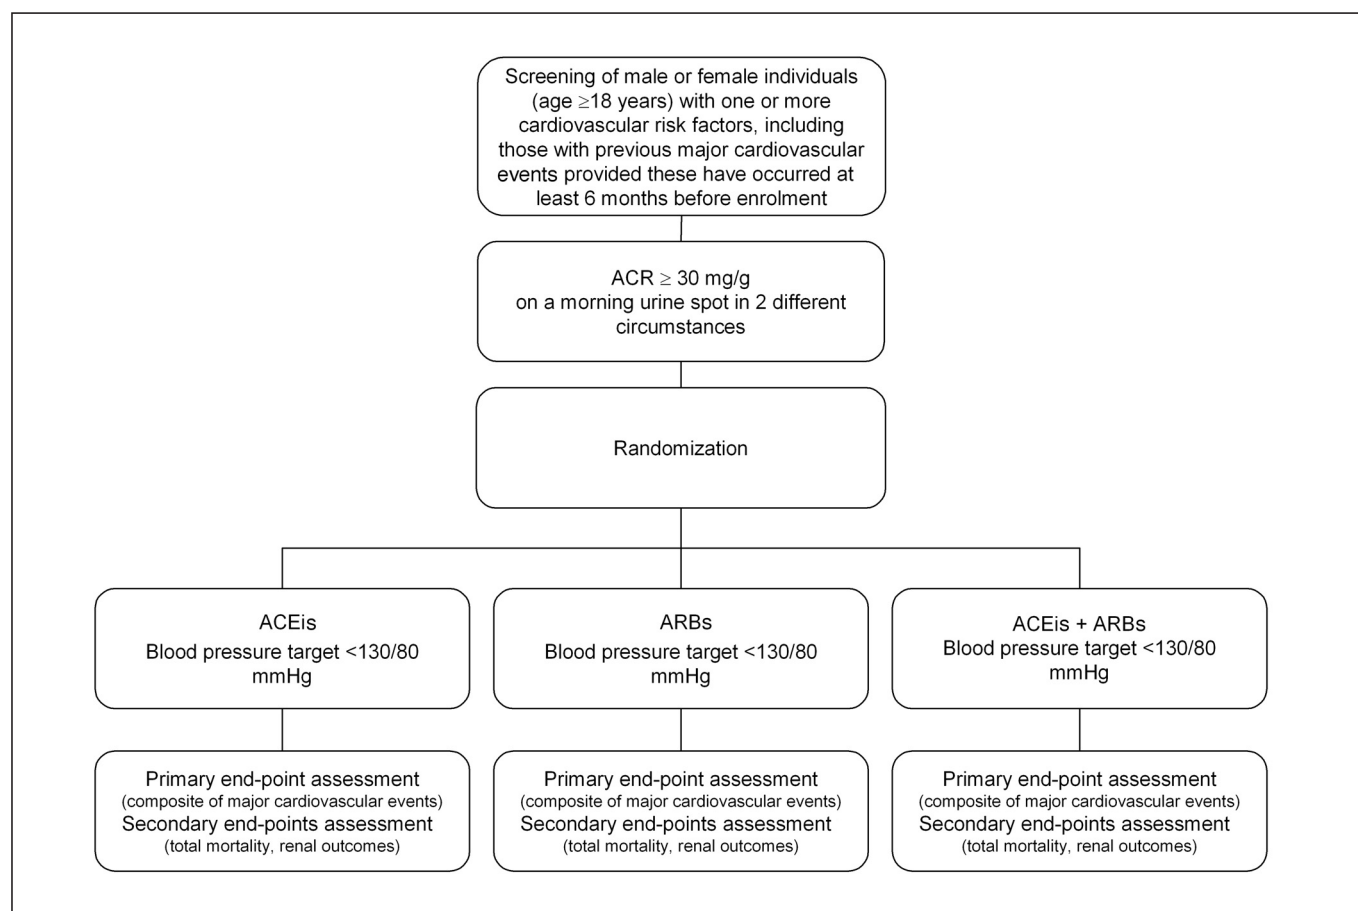 Screening of male or female individuals
(age ≥18 years) with one or more
cardiovascular risk factors, including
those with previous major cardiovascular
events provided these have occurred at
least 6 months before enrolment
ACR ≥ 30 mg/g
on a morning urine spot in 2 different
circumstances
Randomization
ACEis
Blood pressure target <130/80
mmHg
ARBs
Blood pressure target <130/80
mmHg
ACEis + ARBs
Blood pressure target <130/80
mmHg
Primary end-point assessment
(composite of major cardiovascular events)
Secondary end-points assessment
(total mortality, renal outcomes)
Primary end-point assessment
(composite of major cardiovascular events)
Secondary end-points assessment
(total mortality, renal outcomes)
Primary end-point assessment
(composite of major cardiovascular events)
Secondary end-points assessment
(total mortality, renal outcomes)